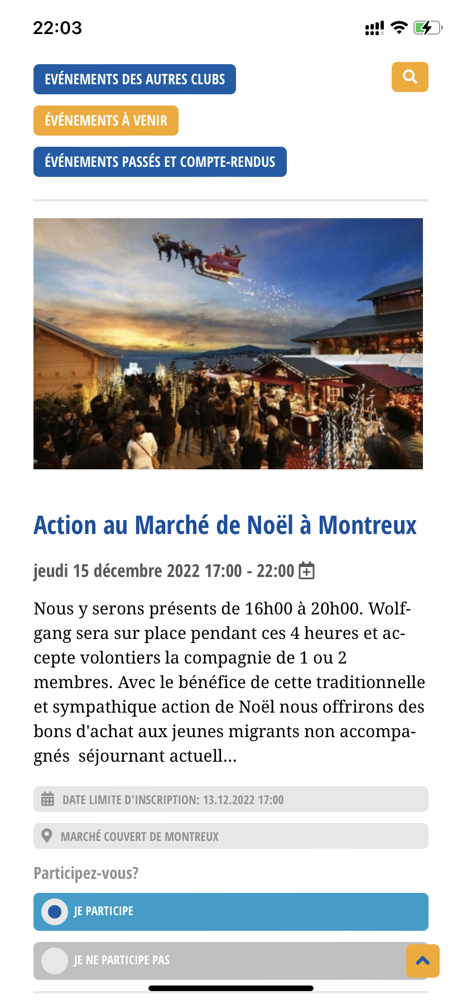 22:03
EVÉNEMENTS DES AUTRES CLUBS
ÉVÉNEMENTS À VENIR
ÉVÉNEMENTS PASSÉS ET COMPTE-RENDUS
Action au Marché de Noël à Montreux
jeudi 15 décembre 2022 17:00 - 22:00
Nous y serons présents de 16h00 à 20h00. Wolf-
gang sera sur place pendant ces 4 heures et ac-
cepte volontiers la compagnie de 1 ou 2
membres. Avec le bénéfice de cette traditionnelle
et sympathique action de Noël nous offrirons des
bons d'achat aux jeunes migrants non accompa-
gnés  séjournant actuell...
DATE LIMITE D'INSCRIPTION: 13.12.2022 17:00
MARCHÉ COUVERT DE MONTREUX
Participez-vous?
JE PARTICIPE
JE NE PARTICIPE PAS